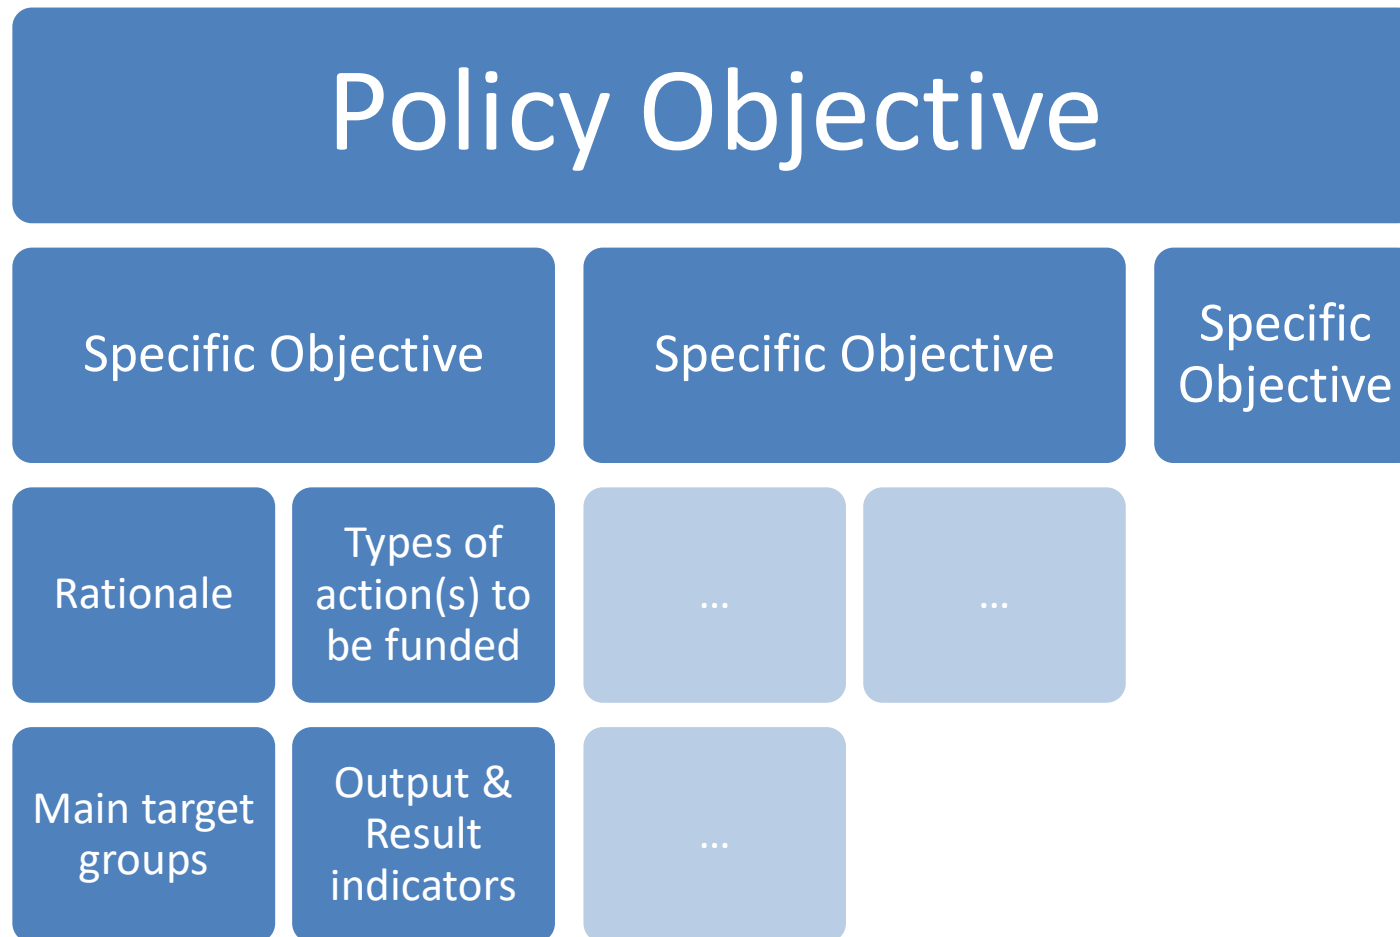 Policy Objective
Specific Objective
Specific Objective
Specific
Objective
Rationale
Types of
action(s) to
be funded
...
...
Main target
groups
Output &
Result
indicators
...